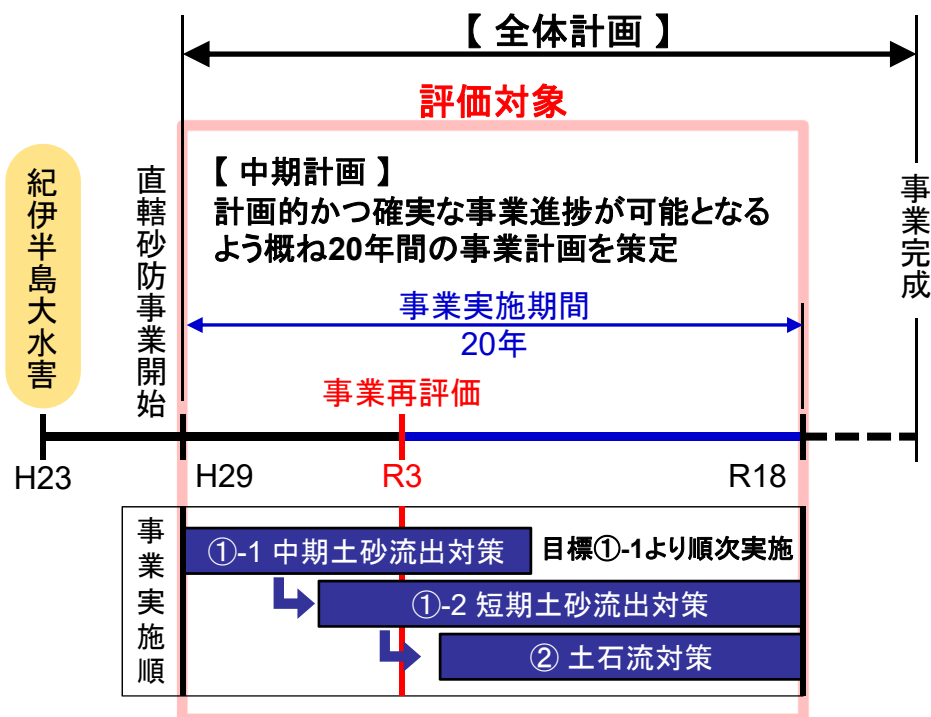 【 全体計画 】
評価対象
紀伊半島大水害
直轄砂防事業開始
【 中期計画 】
計画的かつ確実な事業進捗が可能となる
よう概ね20年間の事業計画を策定
事業完成
事業実施期間
20年
事業再評価
H23
H29
R3
R18
事業実施順
①-1 中期土砂流出対策
目標①-1より順次実施
①-2 短期土砂流出対策
② 土石流対策